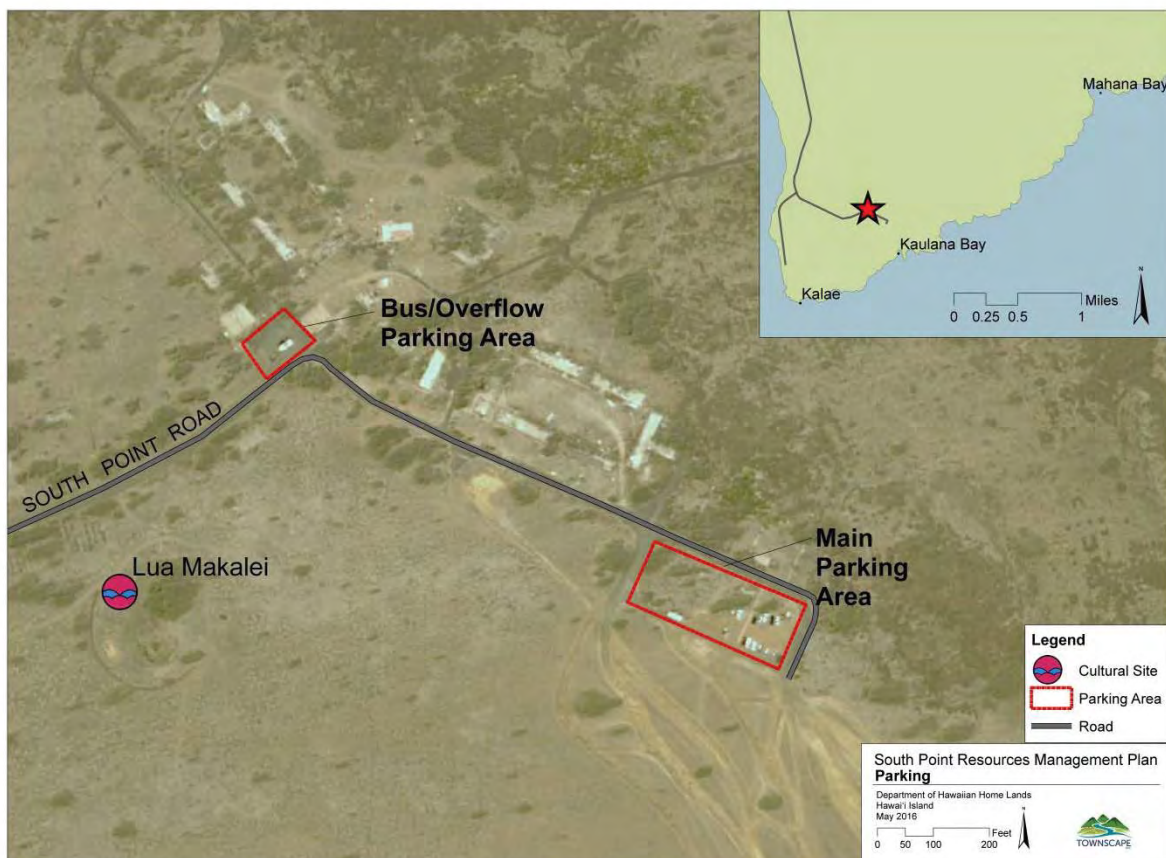 Mahana Bay
Kaulana Bay
Kalae
Miles
0 0.25 0.5 1
N
Bus/Overflow
Parking Area
SOUTH POINT ROAD
Lua Makalei
Main
Parking
Area
Legend
Cultural Site
Parking Area
Road
South Point Resources Management Plan
Parking
Department of Hawaiian Home Lands
Hawai'i Island
May 2016
Feet
0 50 100 200
N
TOWNSCAPE